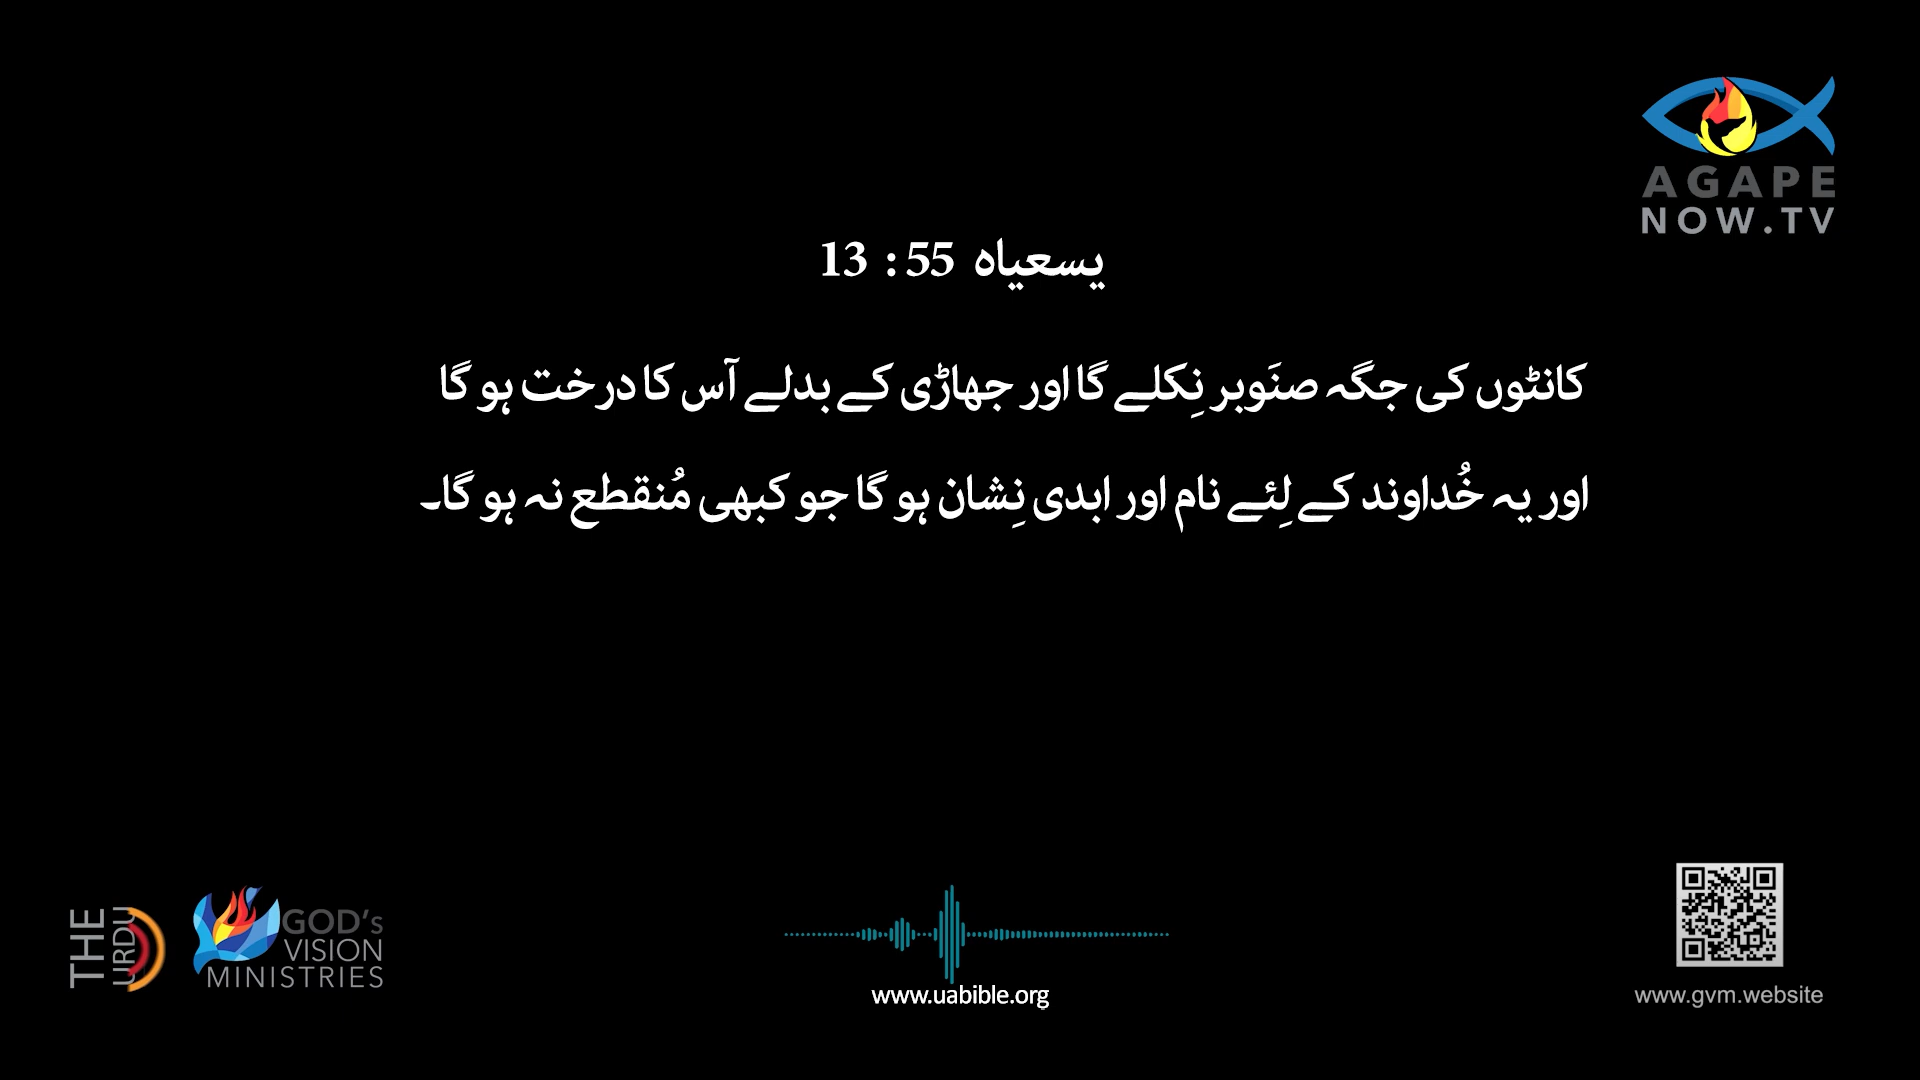 AGAPE
NOW.TV
یسعیاہ 55 : 13
کانٹوں کی جگہ صنَوبر نِکلے گا اور جھاڑی کے بدلے آس کا درخت ہو گا
اور یہ خُداوند کے لِئے نام اور ابدی نِشان ہو گا جو کبھی مُنقطع نہ ہو گا۔
THE
URDU
GOD's
VISION
MINISTRIES
www.uabible.org
www.gvm.website